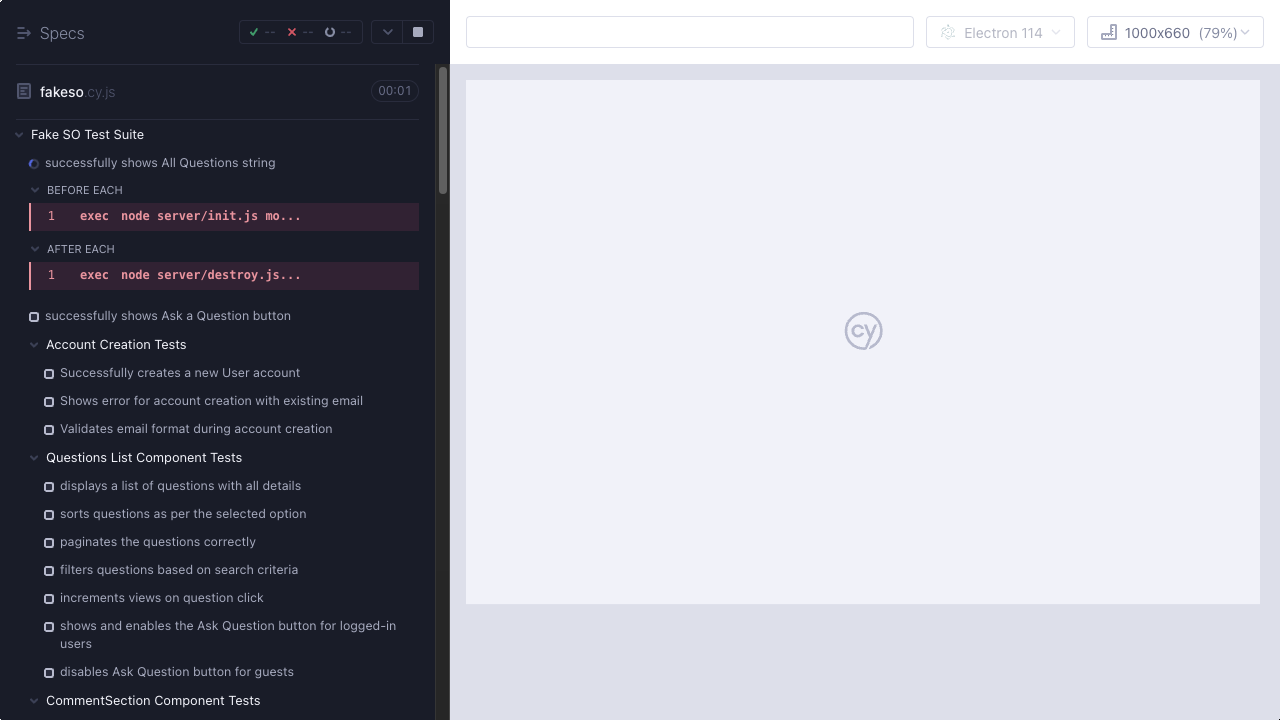 Specs
--
--
--
Electron 114
1000x660 (79%)
fakeso.cy.js
00:01
Fake SO Test Suite
successfully shows All Questions string
BEFORE EACH
1 exec node server/init.js mo...
AFTER EACH
1 exec node server/destroy.js...
successfully shows Ask a Question button
Account Creation Tests
Successfully creates a new User account
Shows error for account creation with existing email
Validates email format during account creation
Questions List Component Tests
displays a list of questions with all details
sorts questions as per the selected option
paginates the questions correctly
filters questions based on search criteria
increments views on question click
shows and enables the Ask Question button for logged-in
users
disables Ask Question button for guests
CommentSection Component Tests
cy